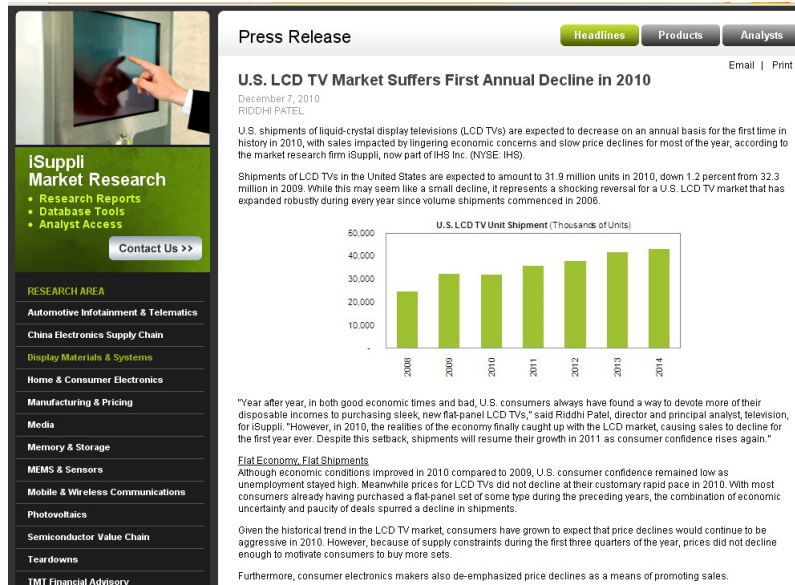 Press Release
Headlines
Products
Analysts
Email | Print
U.S. LCD TV Market Suffers First Annual Decline in 2010
December 7, 2010
RIDDHI PATEL
U.S. shipments of liquid-crystal display televisions (LCD TVs) are expected to decrease on an annual basis for the first time in
history in 2010, with sales impacted by lingering economic concerns and slow price declines for most of the year, according to
the market research firm iSuppli, now part of IHS Inc. (NYSE: IHS).
Shipments of LCD TVs in the United States are expected to amount to 31.9 million units in 2010, down 1.2 percent from 32.3
million in 2009. While this may seem like a small decline, it represents a shocking reversal for a U.S. LCD TV market that has
expanded robustly during every year since volume shipments commenced in 2006.
U.S. LCD TV Unit Shipment (Thousands of Units)
60,000
50,000
40,000
30,000
20,000
10,000
-
2008
2009
2010
2011
2012
2013
2014
"Year after year, in both good economic times and bad, U.S. consumers always have found a way to devote more of their
disposable incomes to purchasing sleek, new flat-panel LCD TVs," said Riddhi Patel, director and principal analyst, television,
for iSuppli. "However, in 2010, the realities of the economy finally caught up with the LCD market, causing sales to decline for
the first year ever. Despite this setback, shipments will resume their growth in 2011 as consumer confidence rises again."
Flat Economy, Flat Shipments
Although economic conditions improved in 2010 compared to 2009, U.S. consumer confidence remained low as
unemployment stayed high. Meanwhile prices for LCD TVs did not decline at their customary rapid pace in 2010. With most
consumers already having purchased a flat-panel set of some type during the preceding years, the combination of economic
uncertainty and paucity of deals spurred a decline in shipments.
Given the historical trend in the LCD TV market, consumers have grown to expect that price declines would continue to be
aggressive in 2010. However, because of supply constraints during the first three quarters of the year, prices did not decline
enough to motivate consumers to buy more sets.
Furthermore, consumer electronics makers also de-emphasized price declines as a means of promoting sales.
iSuppli
Market Research
• Research Reports
• Database Tools
• Analyst Access
Contact Us >>
RESEARCH AREA
Automotive Infotainment & Telematics
China Electronics Supply Chain
Display Materials & Systems
Home & Consumer Electronics
Manufacturing & Pricing
Media
Memory & Storage
MEMS & Sensors
Mobile & Wireless Communications
Photovoltaics
Semiconductor Value Chain
Teardowns
TMT Financial Advisory